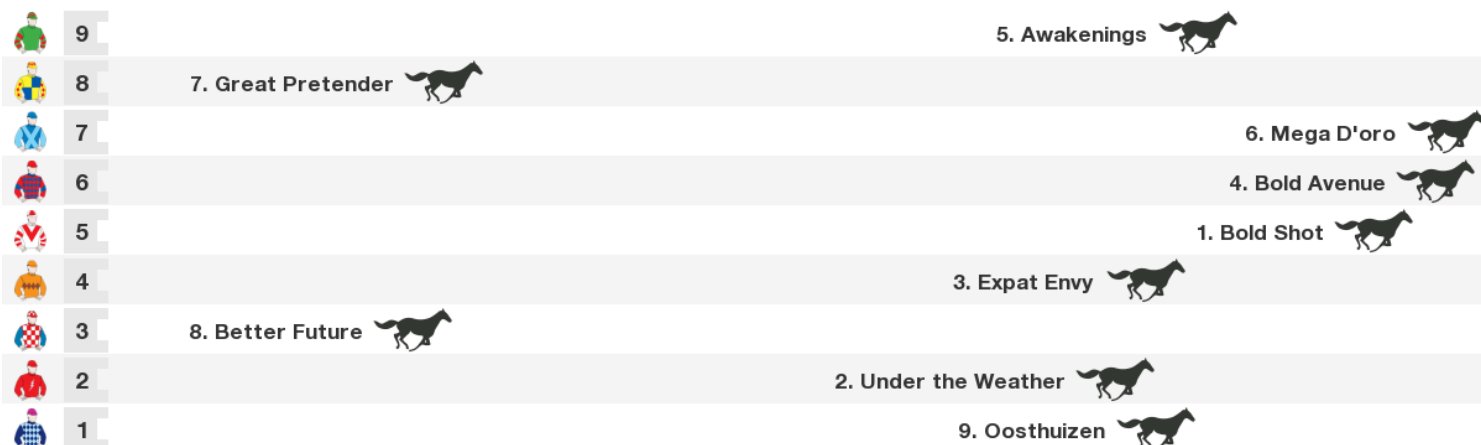 9 5. Awakenings
8 7. Great Pretender
7 6. Mega D'oro
6 4. Bold Avenue
5 1. Bold Shot
4 3. Expat Envy
3 8. Better Future
2 2. Under the Weather
1 9. Oosthuizen